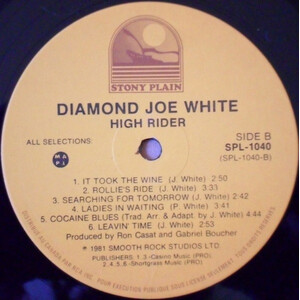 STONY PLAIN
DIAMOND JOE WHITE
HIGH RIDER
ALL SELECTIONS:
SIDE B
SPL-1040
(SPL-1040-B)
1. IT TOOK THE WINE (J. White) 2:50
2. ROLLIE'S RIDE (J. White) 3:33
3. SEARCHING FOR TOMORROW (J. White) 2:42
4. LADIES IN WAITING (P. White) 3:31
5. COCAINE BLUES (Trad. Arr. & Adapt. by J. White) 4:44
6. LEAVIN' TIME (J. White) 2:53
Produced by Ron Casat and Gabriel Boucher
℗ 1981 SMOOTH ROCK STUDIOS LTD
PUBLISHERS: 1.3.-Casino Music (PRO)
2.4.5.6.-Shortgrass Music (PRO)